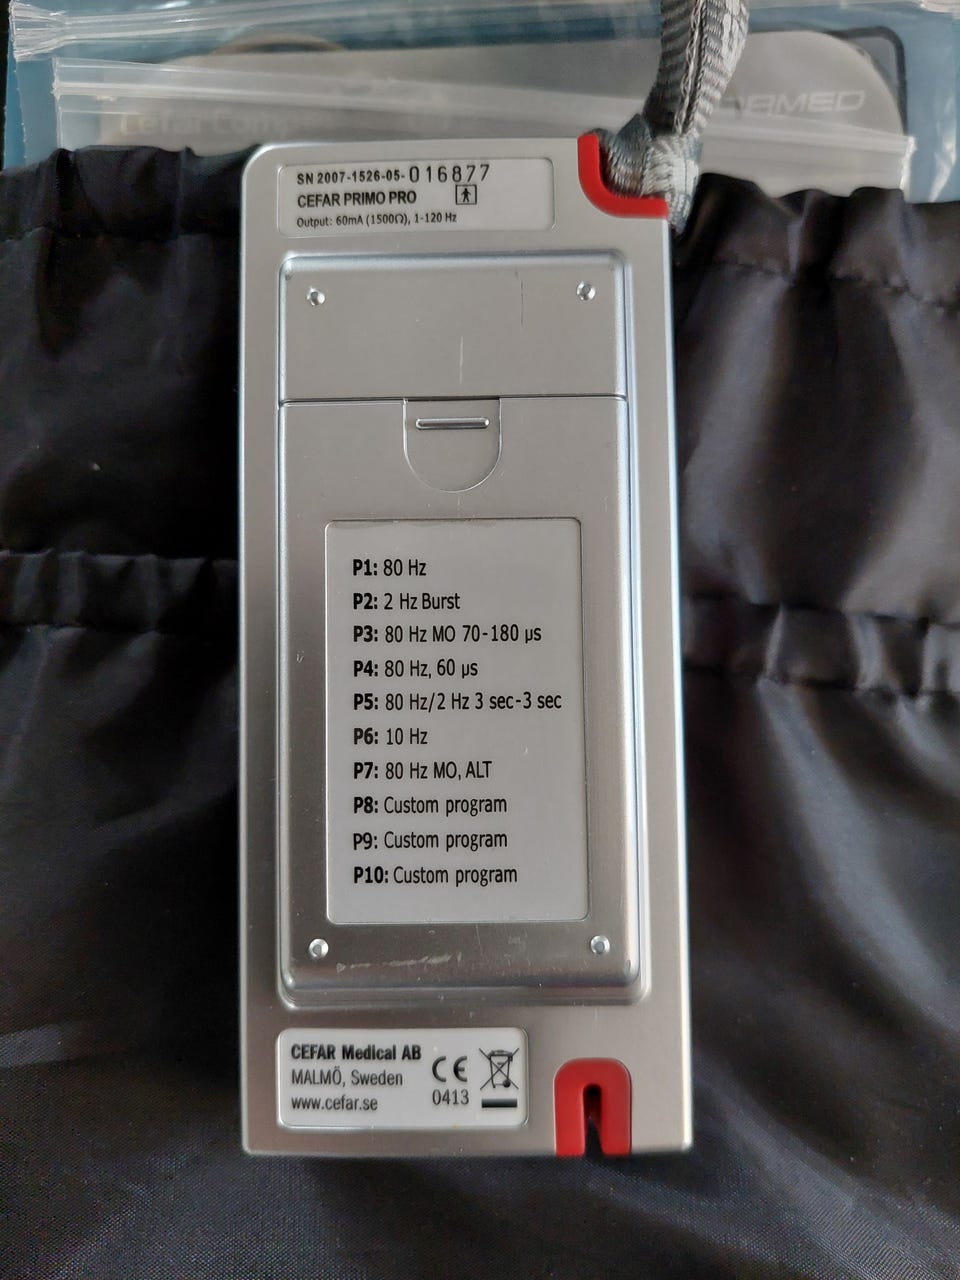 Cefar Comp
SN 2007-1526-05-016877
CEFAR PRIMO PRO
Output: 60mA (1500Ω), 1-120 Hz
P1: 80 Hz
P2: 2 Hz Burst
P3: 80 Hz MO 70-180 µs
P4: 80 Hz, 60 µs
P5: 80 Hz/2 Hz 3 sec-3 sec
P6: 10 Hz
P7: 80 Hz MO, ALT
P8: Custom program
P9: Custom program
P10: Custom program
CEFAR Medical AB
MALMÖ, Sweden
www.cefar.se
CE
0413